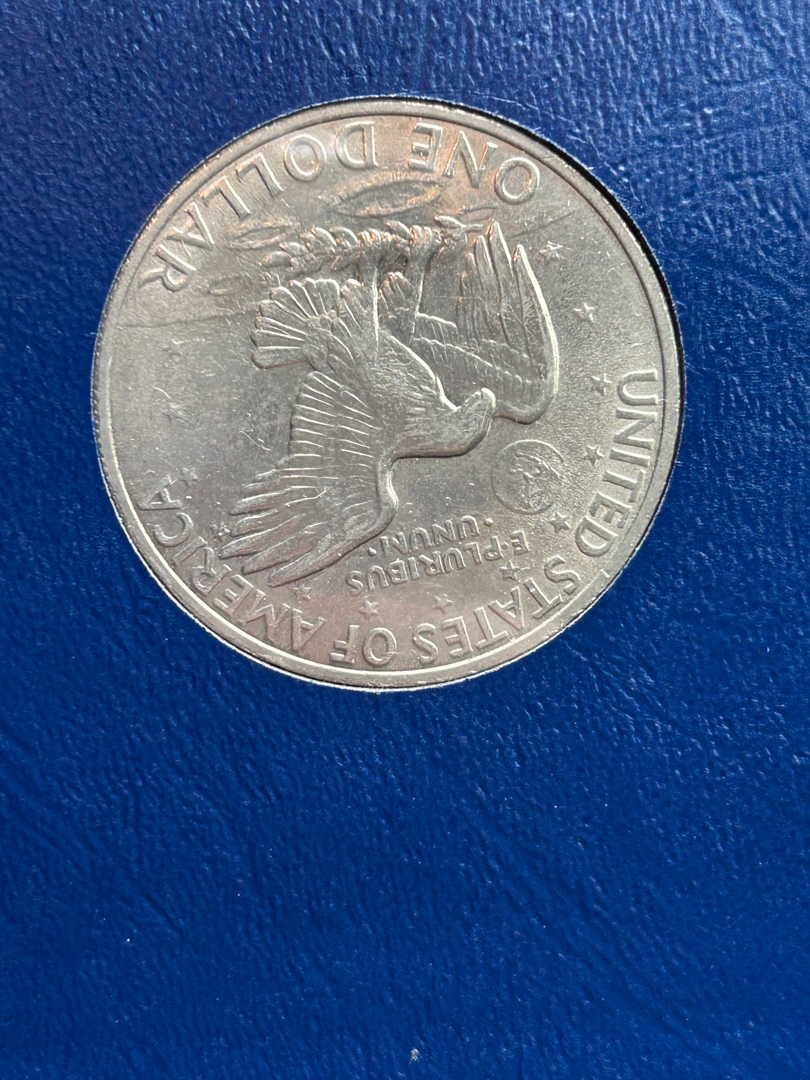 UNITED STATES OF AMERICA
E·PLURIBUS
·UNUM·
ONE DOLLAR